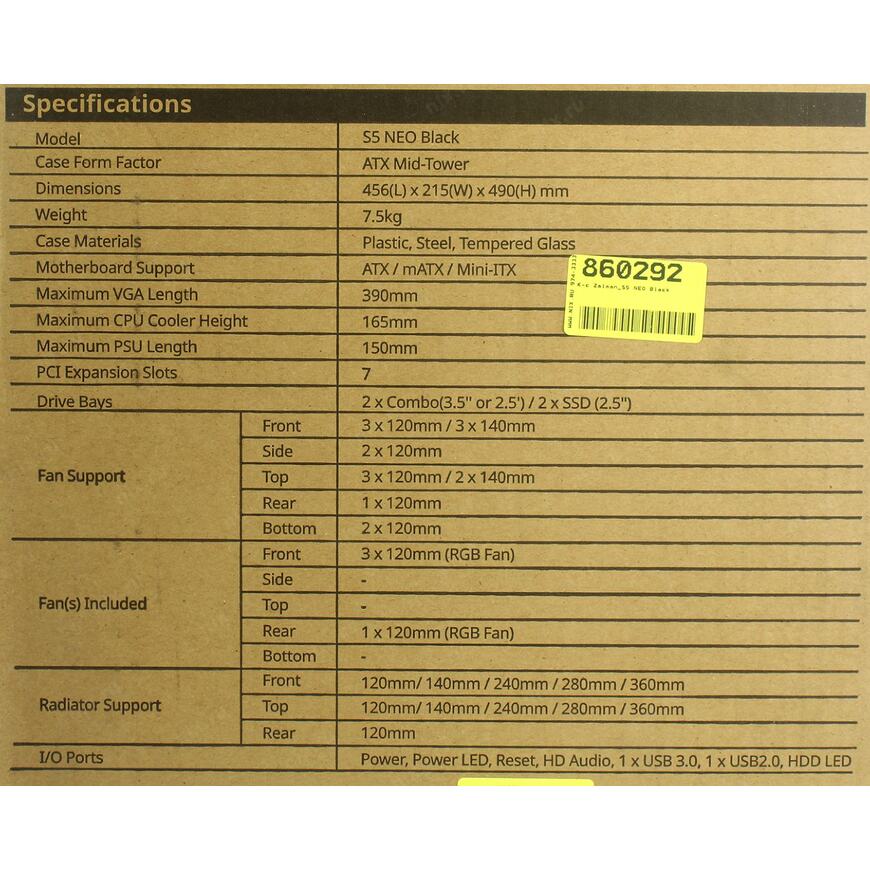 Specifications
Model S5 NEO Black
Case Form Factor ATX Mid-Tower
Dimensions 456(L) x 215(W) x 490(H) mm
Weight 7.5kg
Case Materials Plastic, Steel, Tempered Glass
Motherboard Support ATX / mATX / Mini-ITX
860292
K-c Zalman_S5 NEO Black
Maximum VGA Length 390mm
Maximum CPU Cooler Height 165mm
Maximum PSU Length 150mm
PCI Expansion Slots 7
Drive Bays 2 x Combo(3.5" or 2.5') / 2 x SSD (2.5")
Fan Support
Front 3 x 120mm / 3 x 140mm
Side 2 x 120mm
Top 3 x 120mm / 2 x 140mm
Rear 1 x 120mm
Bottom 2 x 120mm
Fan(s) Included
Front 3 x 120mm (RGB Fan)
Side -
Top -
Rear 1 x 120mm (RGB Fan)
Bottom -
Radiator Support
Front 120mm/ 140mm / 240mm / 280mm / 360mm
Top 120mm/ 140mm / 240mm / 280mm / 360mm
Rear 120mm
I/O Ports Power, Power LED, Reset, HD Audio, 1 x USB 3.0, 1 x USB2.0, HDD LED